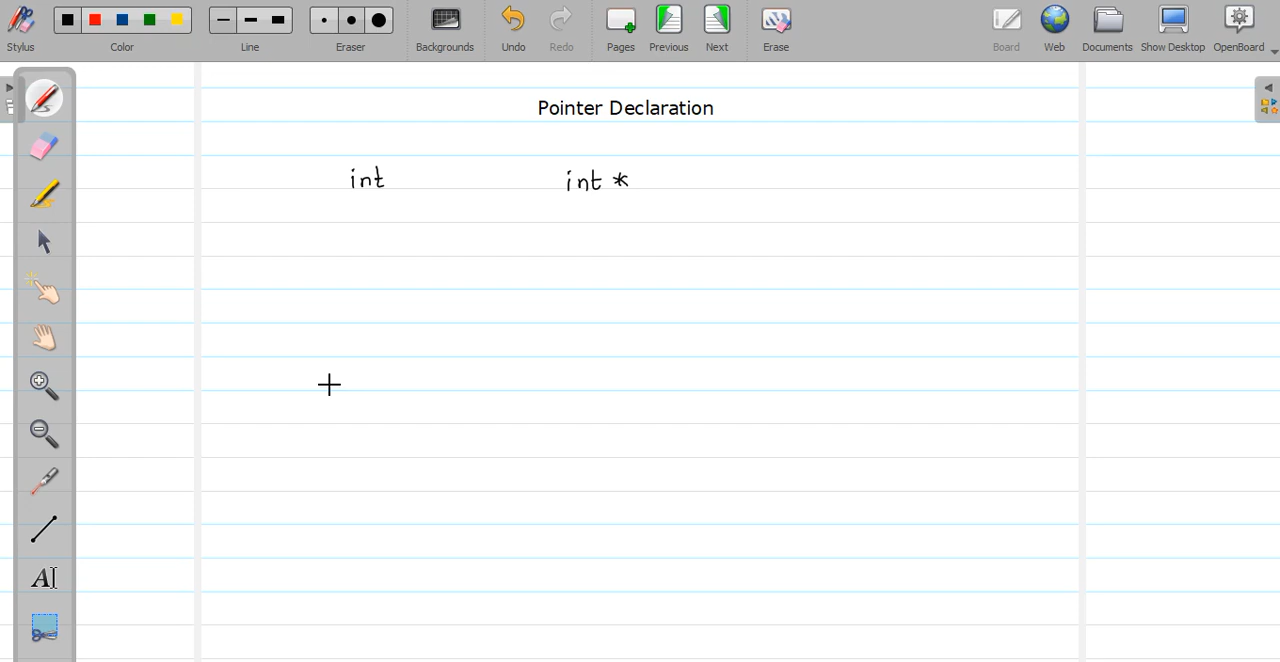 Stylus Color Line Eraser Backgrounds Undo Redo Pages Previous Next Erase Board Web Documents Show Desktop OpenBoard
Pointer Declaration
int int *